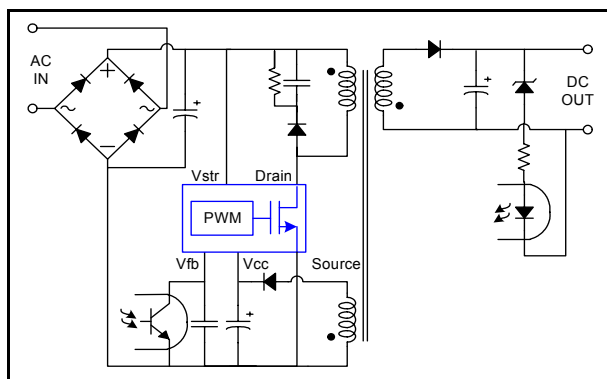 AC
IN
+
+
+
DC
OUT
~
~
−
Vstr
Drain
PWM
Vfb
Vcc
Source
+